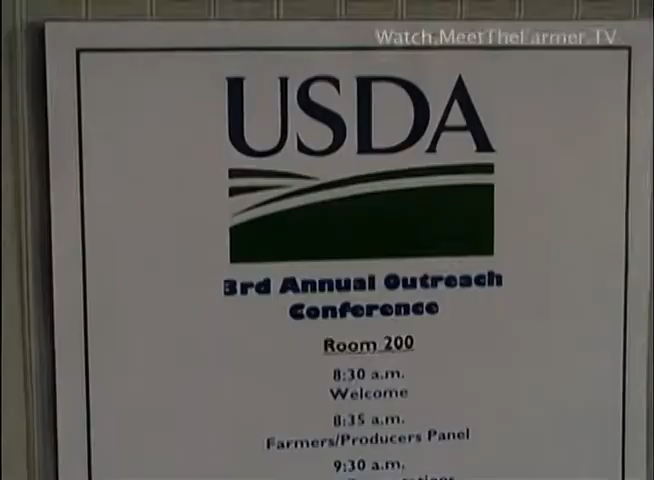 Watch.MeetTheFarmer.TV
USDA
3rd Annual Outreach
Conference
Room 200
8:30 a.m.
Welcome
8:35 a.m.
Farmers/Producers Panel
9:30 a.m.